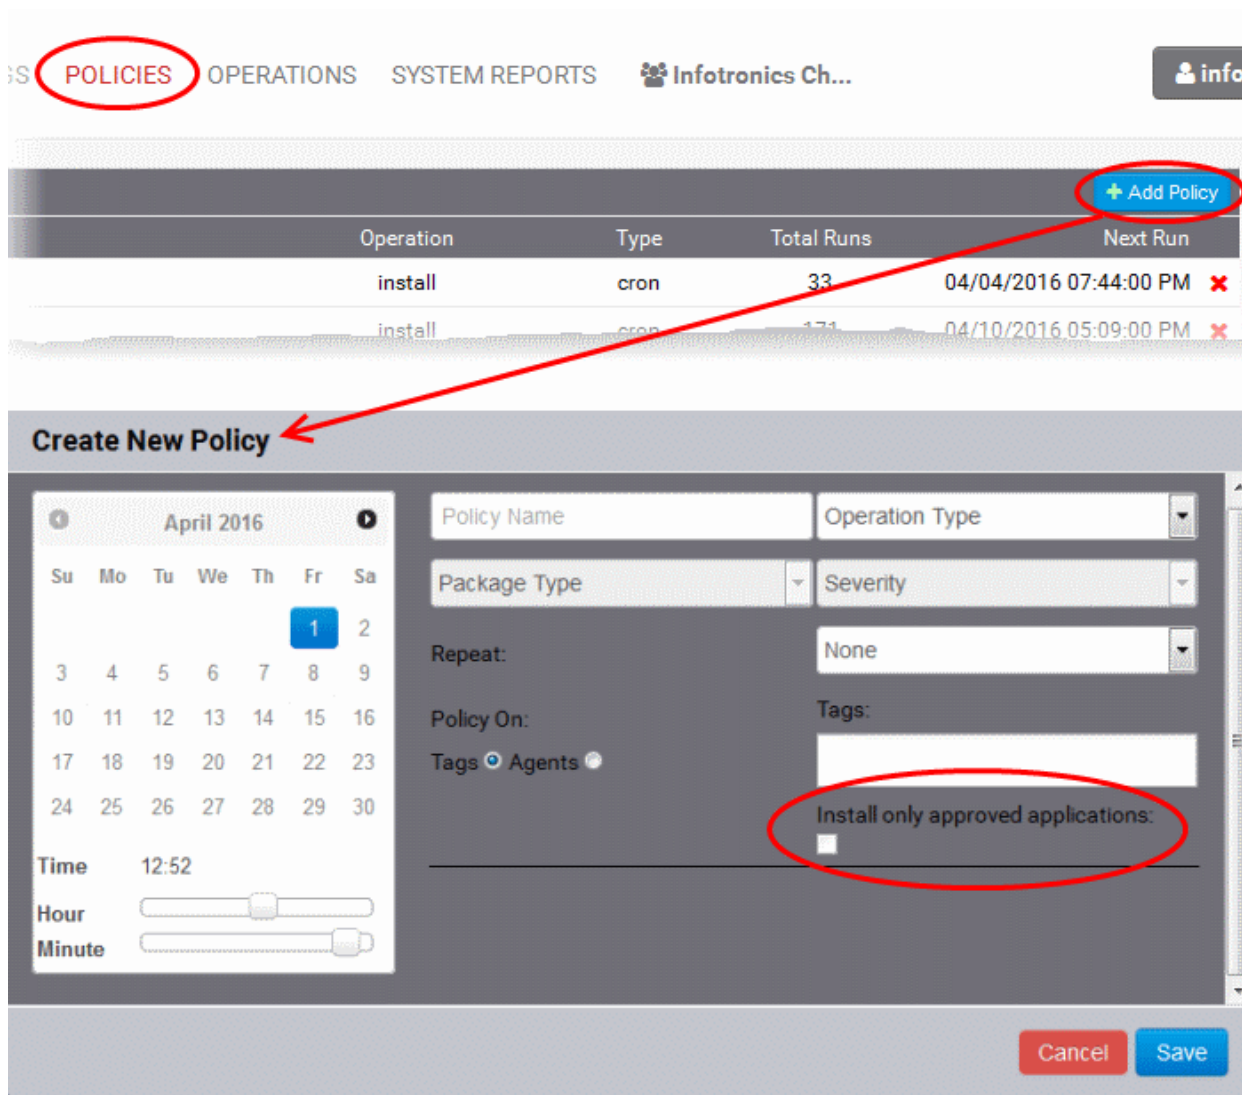 GS POLICIES OPERATIONS SYSTEM REPORTS Infotronics Ch... info
+ Add Policy
Operation Type Total Runs Next Run
install cron 33 04/04/2016 07:44:00 PM
install cron 171 04/10/2016 05:09:00 PM
Create New Policy
April 2016
Su Mo Tu We Th Fr Sa
1 2
3 4 5 6 7 8 9
10 11 12 13 14 15 16
17 18 19 20 21 22 23
24 25 26 27 28 29 30
Time 12:52
Hour
Minute
Policy Name Operation Type
Package Type Severity
Repeat: None
Policy On: Tags:
Tags Agents
Install only approved applications:
Cancel Save